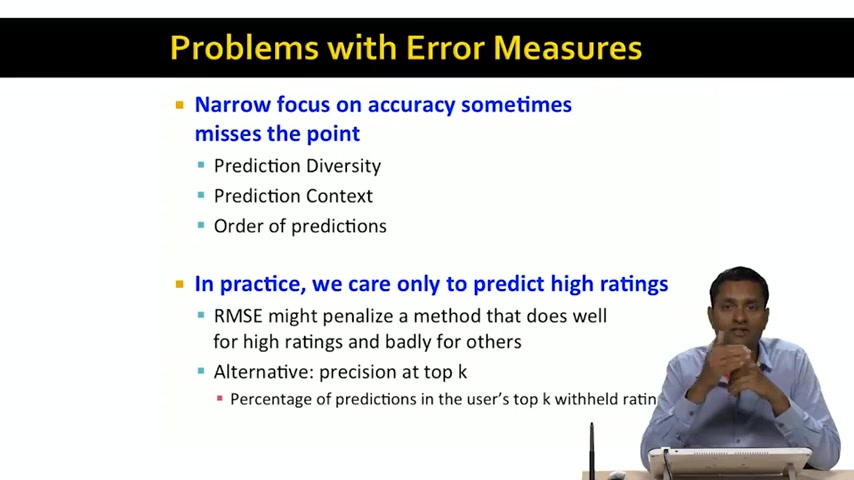 Problems with Error Measures
Narrow focus on accuracy sometimes
misses the point
Prediction Diversity
Prediction Context
Order of predictions
In practice, we care only to predict high ratings
RMSE might penalize a method that does well
for high ratings and badly for others
Alternative: precision at top k
Percentage of predictions in the user's top k withheld ratin